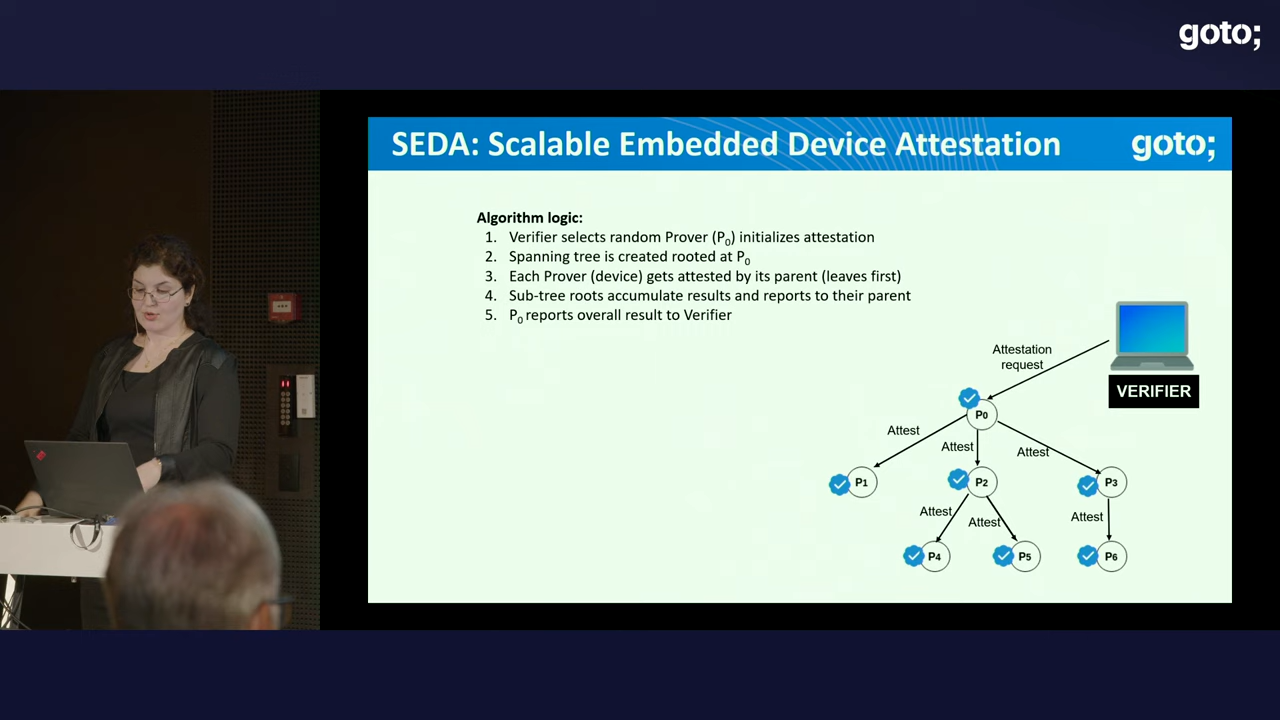 goto;
SEDA: Scalable Embedded Device Attestation
goto;
Algorithm logic:
1. Verifier selects random Prover (P0) initializes attestation
2. Spanning tree is created rooted at P0
3. Each Prover (device) gets attested by its parent (leaves first)
4. Sub-tree roots accumulate results and reports to their parent
5. P0 reports overall result to Verifier
Attestation
request
VERIFIER
P0
Attest
Attest
Attest
P1
P2
P3
Attest
Attest
Attest
P4
P5
P6